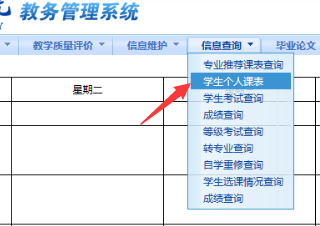 教务管理系统
教学质量评价 信息维护 信息查询 毕业论文
专业推荐课表查询
星期二 学生个人课表
学生考试查询
成绩查询
等级考试查询
转专业查询
自学重修查询
学生选课情况查询
成绩查询